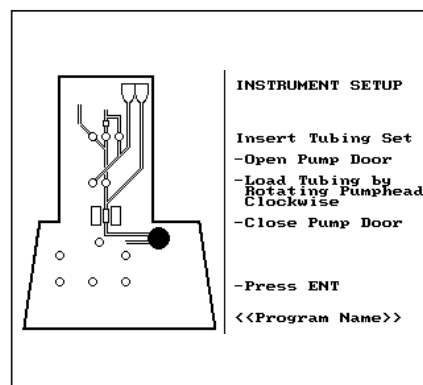 INSTRUMENT SETUP
Insert Tubing Set
-Open Pump Door
-Load Tubing by
Rotating Pumphead
Clockwise
-Close Pump Door
-Press ENT
<<Program Name>>